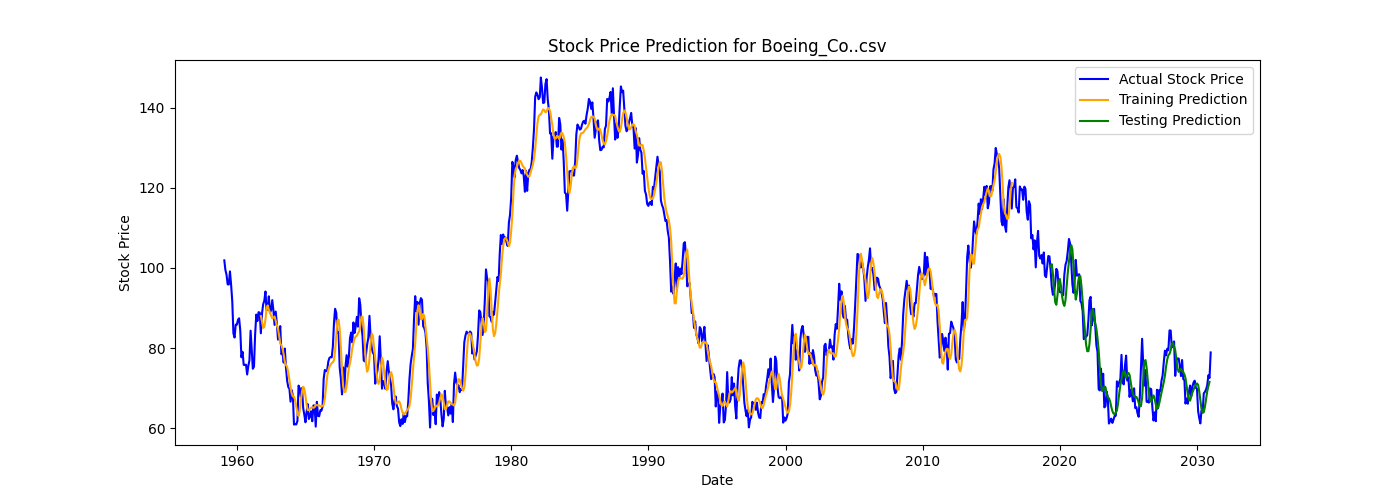 Stock Price Prediction for Boeing_Co..csv
Actual Stock Price
Training Prediction
Testing Prediction
Stock Price
140
120
100
80
60
1960 1970 1980 1990 2000 2010 2020 2030
Date